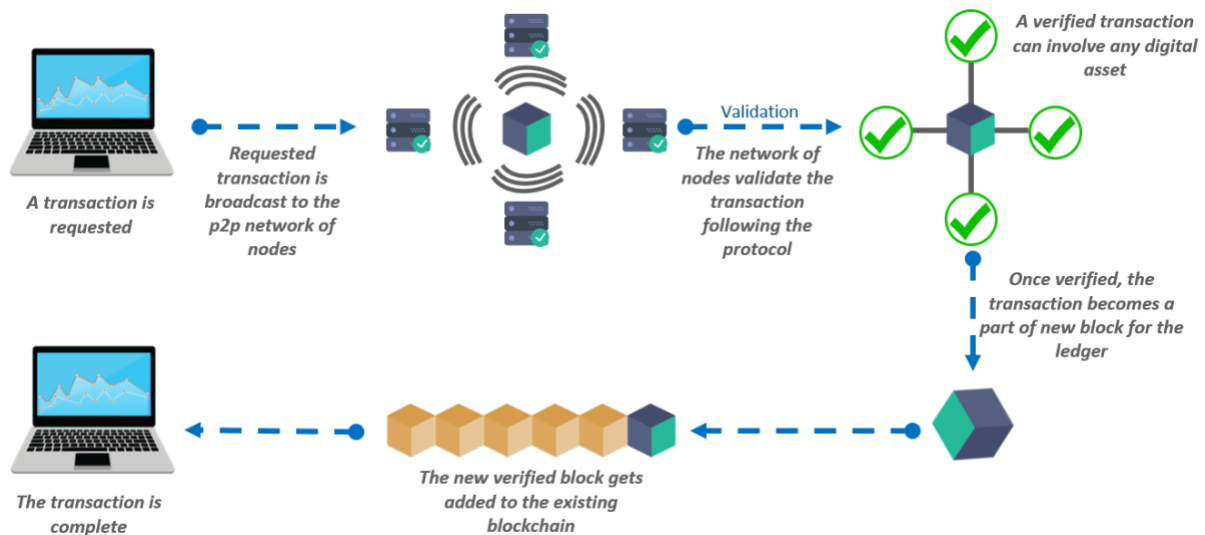 A transaction is
requested
Requested
transaction is
broadcast to the
p2p network of
nodes
Validation
The network of
nodes validate the
transaction
following the
protocol
A verified transaction
can involve any digital
asset
Once verified, the
transaction becomes a
part of new block for the
ledger
The new verified block gets
added to the existing
blockchain
The transaction is
complete